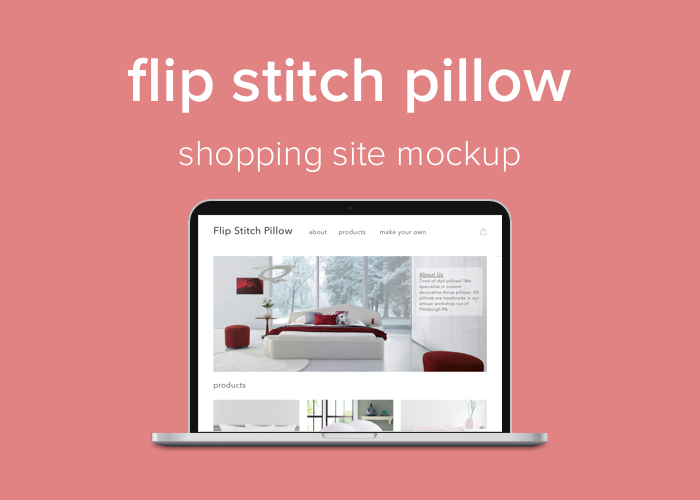 flip stitch pillow
shopping site mockup
Flip Stitch Pillow about products make your own
About Us
Tired of dull pillows? We
specialize in custom
decorative throw pillows. All
pillows are handmade in our
artisan workshop out of
Pittsburgh PA.
products